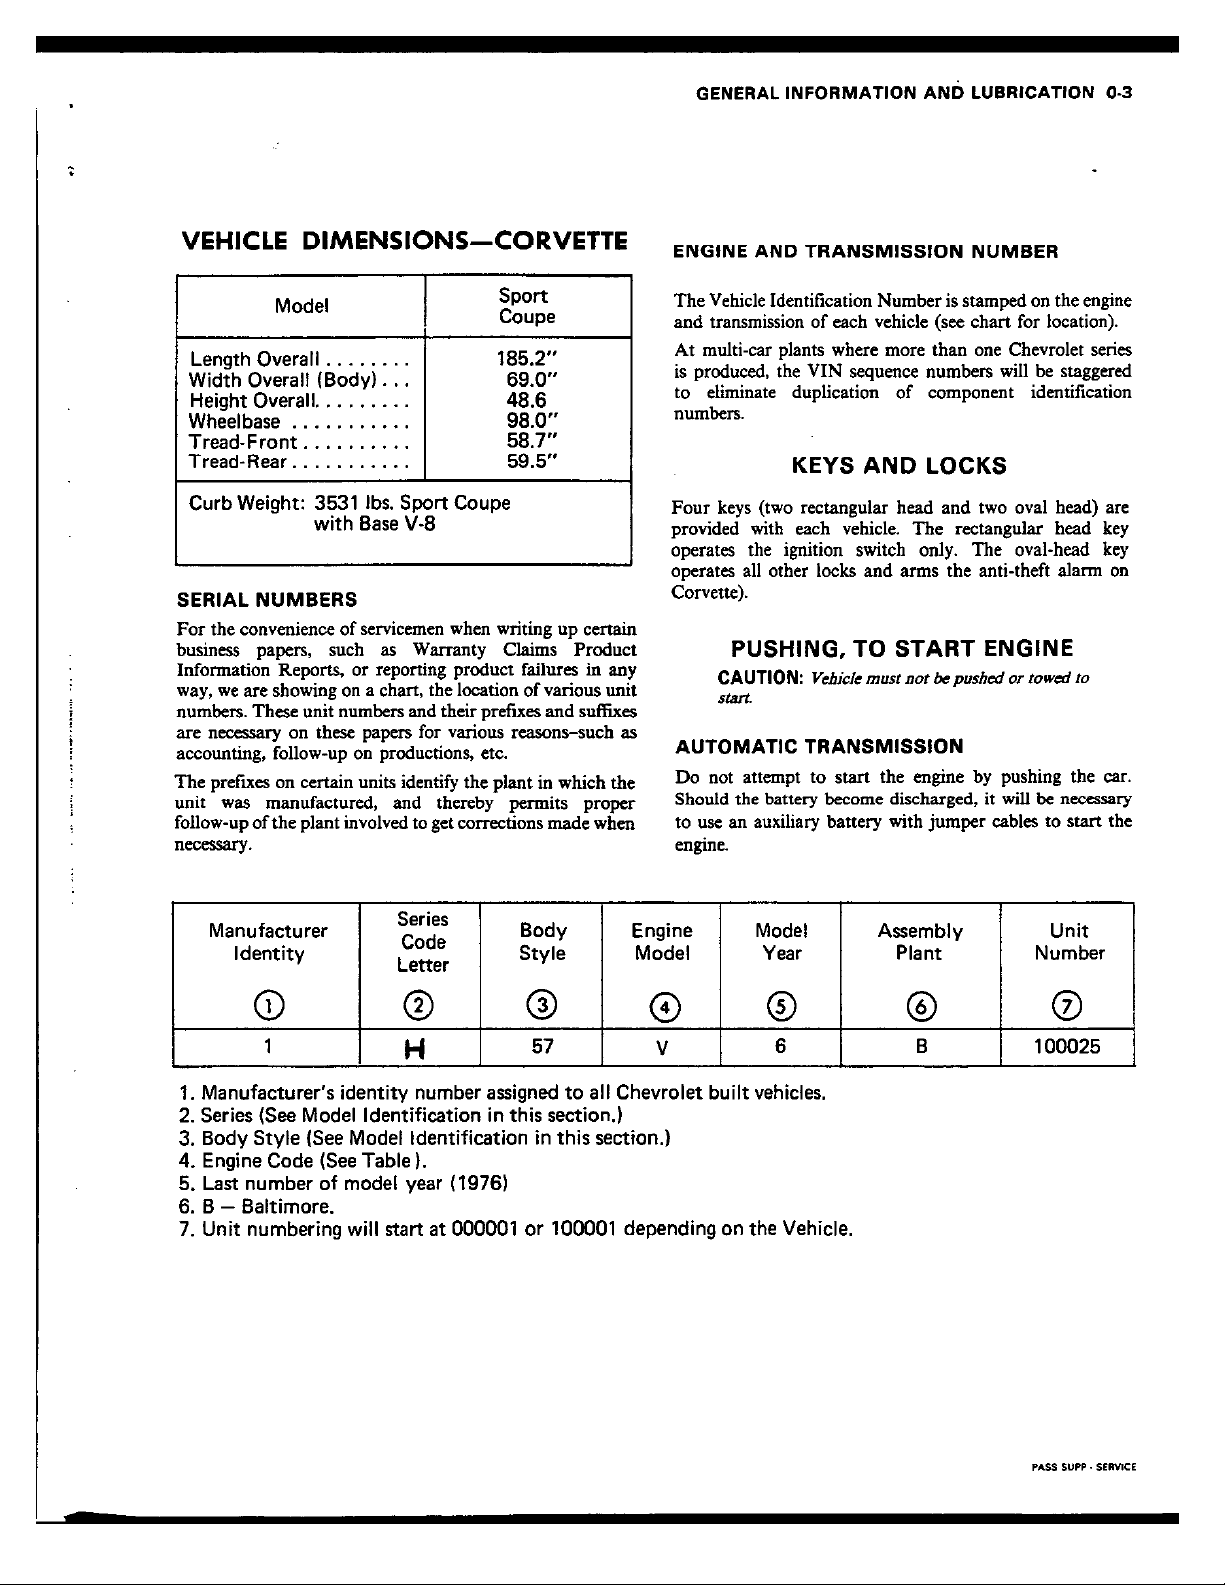 GENERAL INFORMATION AND LUBRICATION 0-3
VEHICLE DIMENSIONS—CORVETTE
Model
Sport
Coupe
Length Overall ........ 185.2"
Width Overall (Body) ... 69.0"
Height Overall......... 48.6
Wheelbase ........... 98.0"
Tread-Front .......... 58.7"
Tread-Rear ........... 59.5"
Curb Weight: 3531 lbs. Sport Coupe
with Base V-8
SERIAL NUMBERS
For the convenience of servicemen when writing up certain
business papers, such as Warranty Claims Product
Information Reports, or reporting product failures in any
way, we are showing on a chart, the location of various unit
numbers. These unit numbers and their prefixes and suffixes
are necessary on these papers for various reasons–such as
accounting, follow-up on productions, etc.
The prefixes on certain units identify the plant in which the
unit was manufactured, and thereby permits proper
follow-up of the plant involved to get corrections made when
necessary.
ENGINE AND TRANSMISSION NUMBER
The Vehicle Identification Number is stamped on the engine
and transmission of each vehicle (see chart for location).
At multi-car plants where more than one Chevrolet series
is produced, the VIN sequence numbers will be staggered
to eliminate duplication of component identification
numbers.
KEYS AND LOCKS
Four keys (two rectangular head and two oval head) are
provided with each vehicle. The rectangular head key
operates the ignition switch only. The oval-head key
operates all other locks and arms the anti-theft alarm on
Corvette).
PUSHING, TO START ENGINE
CAUTION: Vehicle must not be pushed or towed to
start.
AUTOMATIC TRANSMISSION
Do not attempt to start the engine by pushing the car.
Should the battery become discharged, it will be necessary
to use an auxiliary battery with jumper cables to start the
engine.
Manufacturer
Identity
①
Series
Code
Letter
②
Body
Style
③
Engine
Model
④
Model
Year
⑤
Assembly
Plant
⑥
Unit
Number
⑦
1 H 57 V 6 B 100025
1. Manufacturer's identity number assigned to all Chevrolet built vehicles.
2. Series (See Model Identification in this section.)
3. Body Style (See Model Identification in this section.)
4. Engine Code (See Table ).
5. Last number of model year (1976)
6. B — Baltimore.
7. Unit numbering will start at 000001 or 100001 depending on the Vehicle.
PASS SUPP - SERVICE